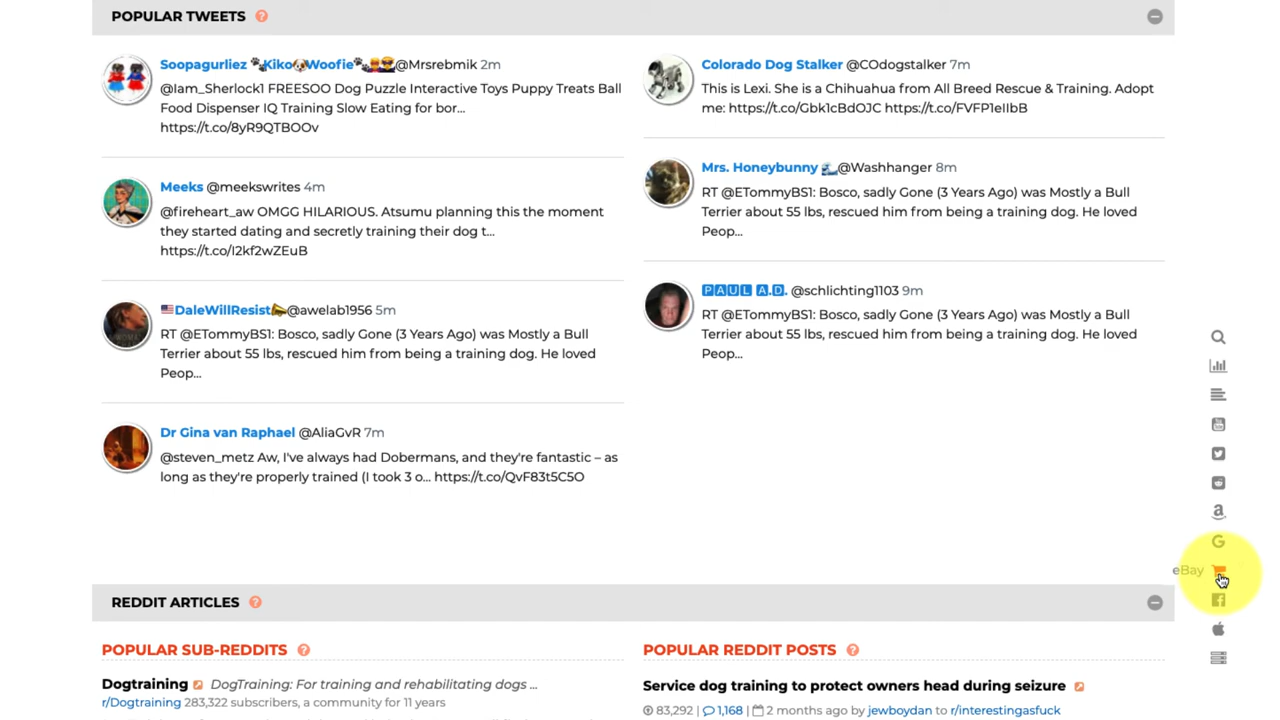 POPULAR TWEETS ?
Soopagurliez 🐾Kiko🐶Woofie🐾 @Mrsrebmik 2m
@Iam_Sherlock1 FREESOO Dog Puzzle Interactive Toys Puppy Treats Ball
Food Dispenser IQ Training Slow Eating for bor...
https://t.co/8yR9QTBOOv
Meeks @meekswrites 4m
@fireheart_aw OMGG HILARIOUS. Atsumu planning this the moment
they started dating and secretly training their dog t...
https://t.co/l2kf2wZEuB
DaleWillResist @awelab1956 5m
RT @ETommyBS1: Bosco, sadly Gone (3 Years Ago) was Mostly a Bull
Terrier about 55 lbs, rescued him from being a training dog. He loved
Peop...
Dr Gina van Raphael @AliaGvR 7m
@steven_metz Aw, I've always had Dobermans, and they're fantastic – as
long as they're properly trained (I took 3 o... https://t.co/QvF83t5C5O
Colorado Dog Stalker @COdogstalker 7m
This is Lexi. She is a Chihuahua from All Breed Rescue & Training. Adopt
me: https://t.co/Gbk1cBdOJC https://t.co/FVFP1eIIbB
Mrs. Honeybunny 🌊 @Washhanger 8m
RT @ETommyBS1: Bosco, sadly Gone (3 Years Ago) was Mostly a Bull
Terrier about 55 lbs, rescued him from being a training dog. He loved
Peop...
🅿🅰🆄🅻 🅰.🅳. @schlichting1103 9m
RT @ETommyBS1: Bosco, sadly Gone (3 Years Ago) was Mostly a Bull
Terrier about 55 lbs, rescued him from being a training dog. He loved
Peop...
eBay
REDDIT ARTICLES ?
POPULAR SUB-REDDITS ?
Dogtraining DogTraining: For training and rehabilitating dogs ...
r/Dogtraining 283,322 subscribers, a community for 11 years
POPULAR REDDIT POSTS ?
Service dog training to protect owners head during seizure
83,292 | 1,168 | 2 months ago by jewboydan to r/interestingasfuck